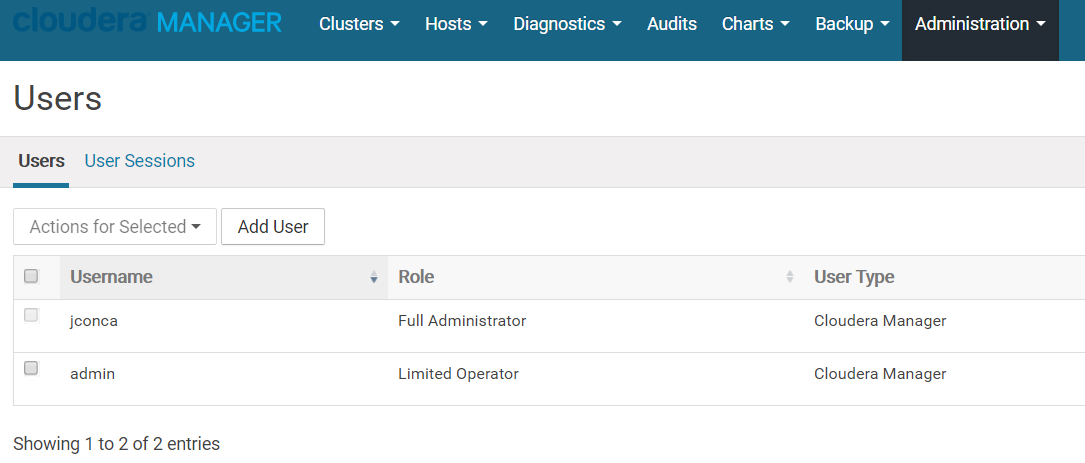 cloudera MANAGER Clusters Hosts Diagnostics Audits Charts Backup Administration
Users
Users User Sessions
Actions for Selected Add User
Username Role User Type
jconca Full Administrator Cloudera Manager
admin Limited Operator Cloudera Manager
Showing 1 to 2 of 2 entries